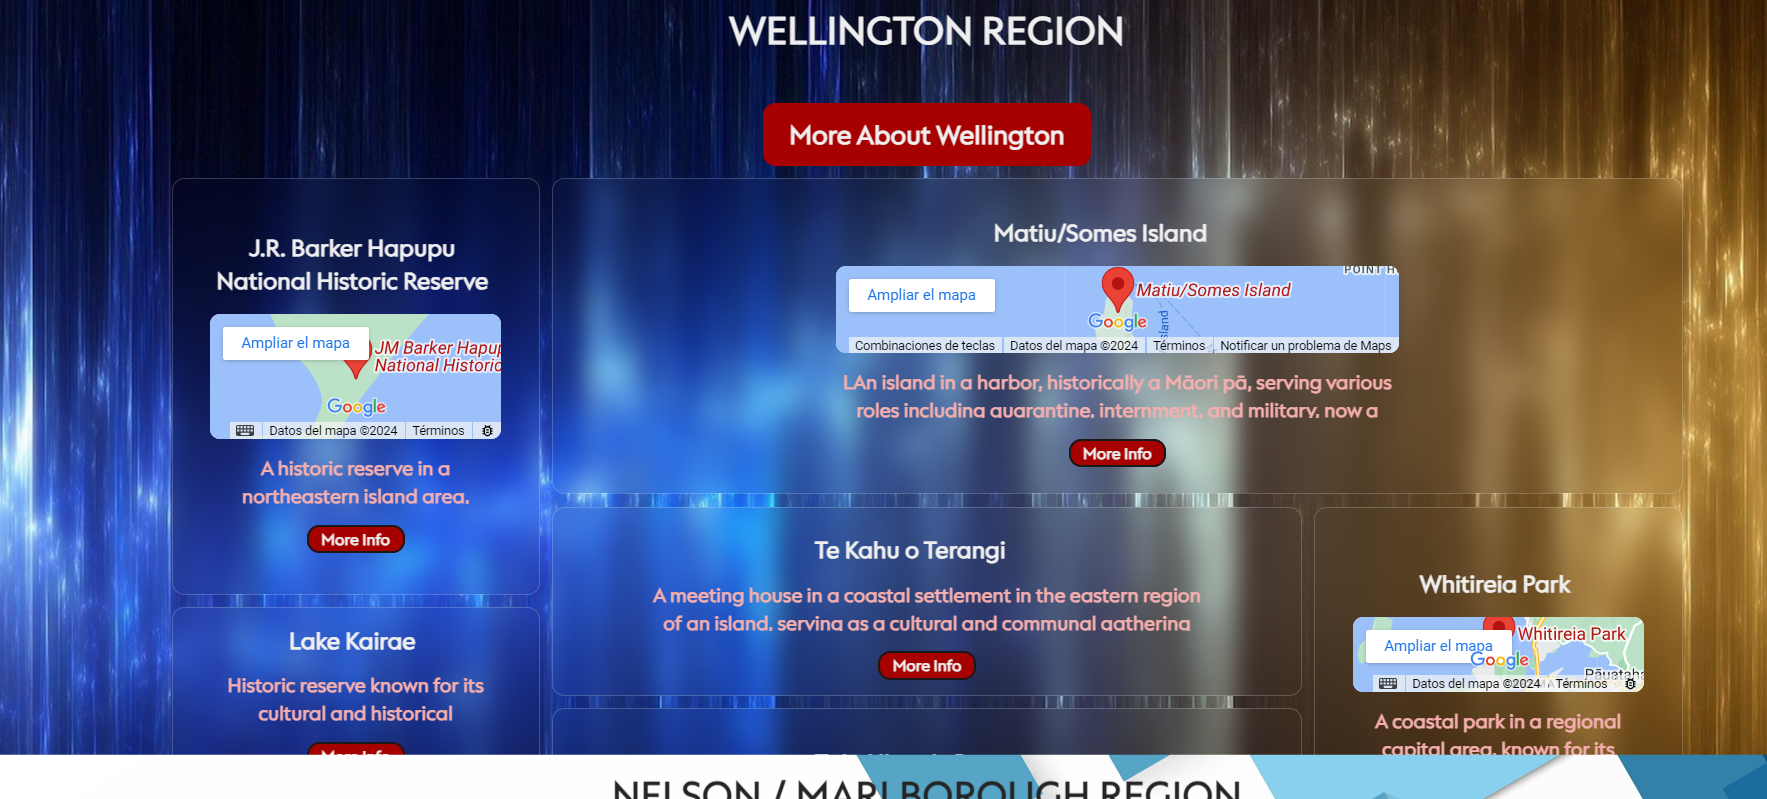 WELLINGTON REGION
More About Wellington
J.R. Barker Hapupu
National Historic Reserve
Ampliar el mapa
JM Barker Hapup
National Historic
Google
Datos del mapa ©2024
Términos
A historic reserve in a
northeastern island area.
More Info
Lake Kairae
Historic reserve known for its
cultural and historical
More Info
Matiu/Somes Island
POINT H
Ampliar el mapa
Matiu/Somes Island
Google
sland
Combinaciones de teclas
Datos del mapa ©2024
Términos
Notificar un problema de Maps
LAn island in a harbor, historically a Māori pā, serving various
roles including quarantine, internment, and military, now a
More Info
Te Kahu o Terangi
A meeting house in a coastal settlement in the eastern region
of an island, serving as a cultural and communal gathering
More Info
Whitireia Park
Ampliar el mapa
Whitireia Park
Google
Datos del mapa ©2024
Términos
A coastal park in a regional
capital area, known for its
NELSON / MARLBOROUGH REGION